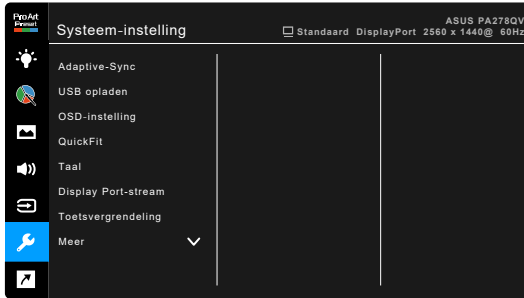 ProArt
Preset
Systeem-instelling
ASUS PA278QV
Standaard DisplayPort 2560 x 1440@ 60Hz
Adaptive-Sync
USB opladen
OSD-instelling
QuickFit
Taal
Display Port-stream
Toetsvergrendeling
Meer